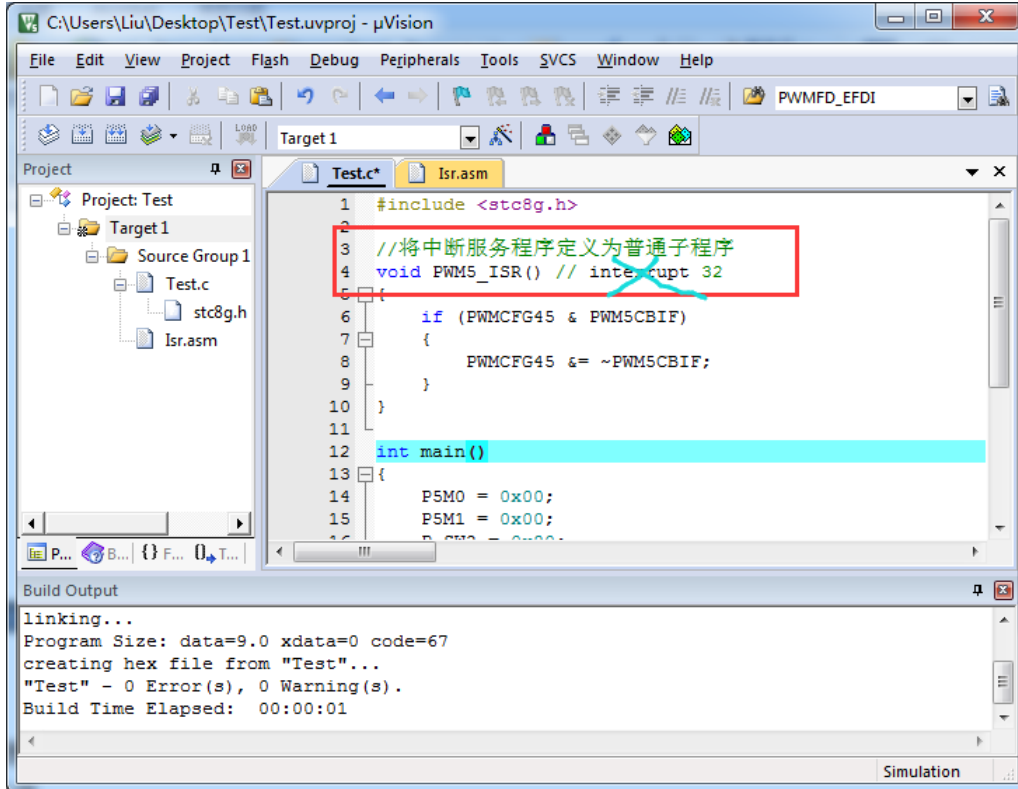 C:\Users\Liu\Desktop\Test\Test.uvproj - µVision
File Edit View Project Flash Debug Peripherals Tools SVCS Window Help
PWMFD_EFDI
LOAD Target 1
Project
Test.c* Isr.asm
Project: Test
Target 1
Source Group 1
Test.c
stc8g.h
Isr.asm
1 #include <stc8g.h>
2
3 //将中断服务程序定义为普通子程序
4 void PWM5_ISR() // interrupt 32
5 {
6 if (PWMCFG45 & PWM5CBIF)
7 {
8 PWMCFG45 &= ~PWM5CBIF;
9 }
10 }
11
12 int main()
13 {
14 P5M0 = 0x00;
15 P5M1 = 0x00;
P... B... {} F... T...
Build Output
linking...
Program Size: data=9.0 xdata=0 code=67
creating hex file from "Test"...
"Test" - 0 Error(s), 0 Warning(s).
Build Time Elapsed: 00:00:01
Simulation